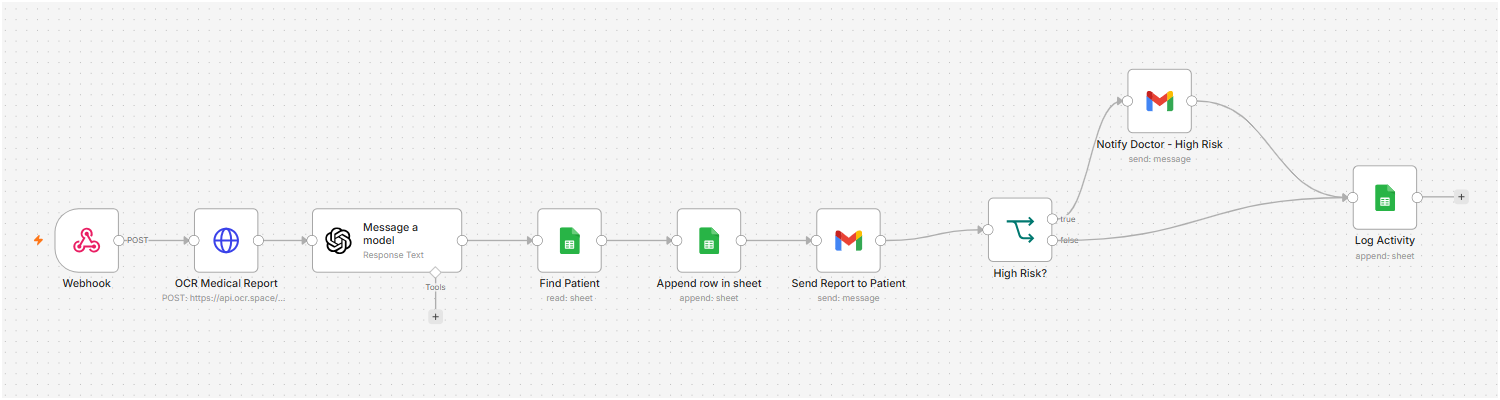 POST
Webhook
OCR Medical Report
POST: https://api.ocr.space/...
Message a
model
Response Text
Tools
+
Find Patient
read: sheet
Append row in sheet
append: sheet
Send Report to Patient
send: message
High Risk?
true
false
Notify Doctor - High Risk
send: message
Log Activity
append: sheet
+